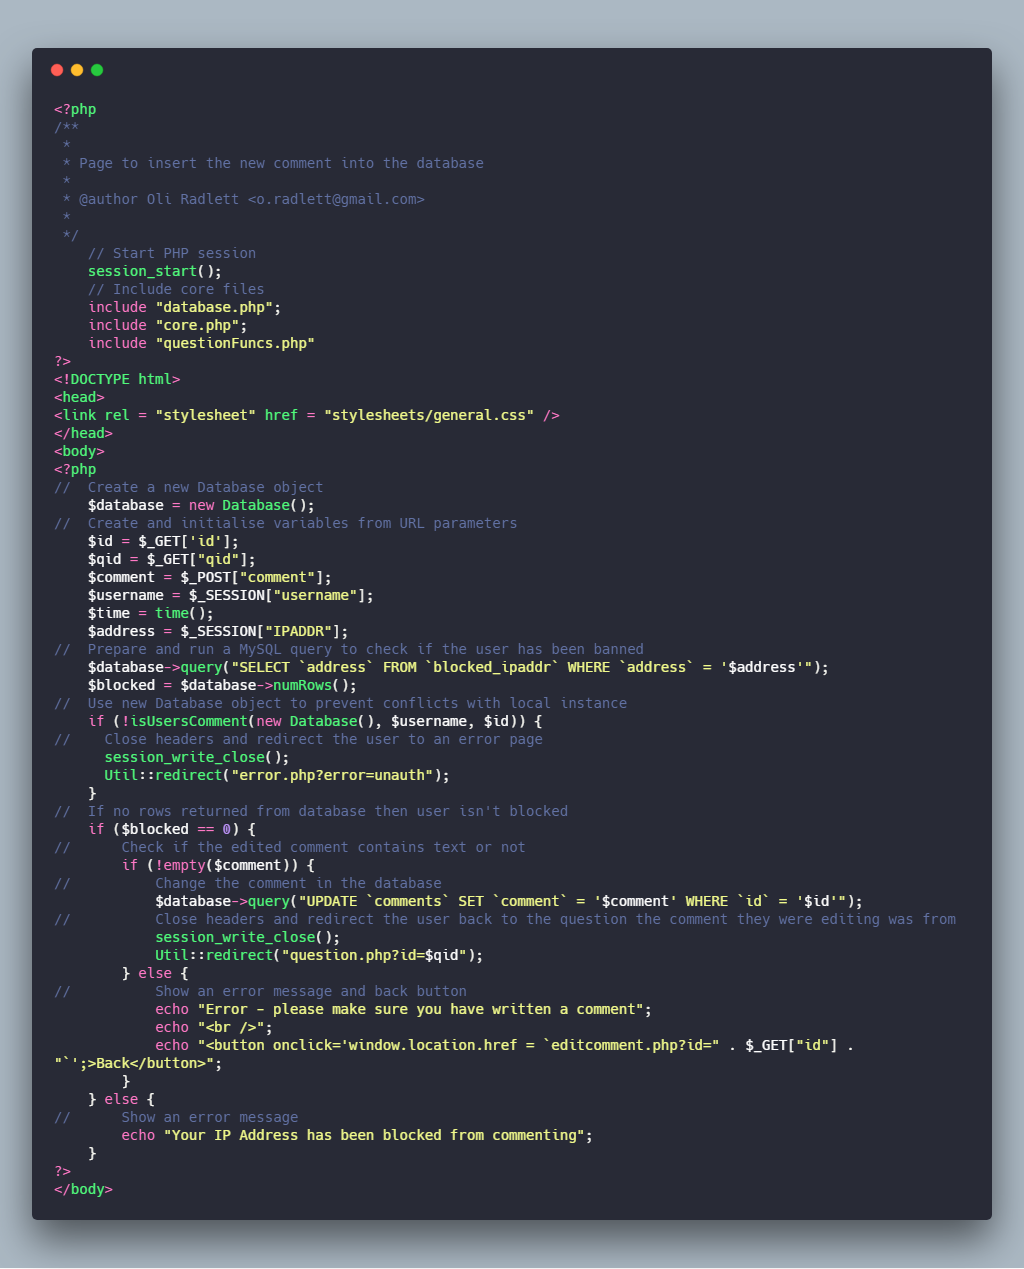 <?php
/**
 *
 * Page to insert the new comment into the database
 *
 * @author Oli Radlett <o.radlett@gmail.com>
 *
 */
    // Start PHP session
    session_start();
    // Include core files
    include "database.php";
    include "core.php";
    include "questionFuncs.php"
?>
<!DOCTYPE html>
<head>
<link rel = "stylesheet" href = "stylesheets/general.css" />
</head>
<body>
<?php
//  Create a new Database object
    $database = new Database();
//  Create and initialise variables from URL parameters
    $id = $_GET['id'];
    $qid = $_GET["qid"];
    $comment = $_POST["comment"];
    $username = $_SESSION["username"];
    $time = time();
    $address = $_SESSION["IPADDR"];
//  Prepare and run a MySQL query to check if the user has been banned
    $database->query("SELECT `address` FROM `blocked_ipaddr` WHERE `address` = '$address'");
    $blocked = $database->numRows();
//  Use new Database object to prevent conflicts with local instance
    if (!isUsersComment(new Database(), $username, $id)) {
//    Close headers and redirect the user to an error page
      session_write_close();
      Util::redirect("error.php?error=unauth");
    }
//  If no rows returned from database then user isn't blocked
    if ($blocked == 0) {
//      Check if the edited comment contains text or not
        if (!empty($comment)) {
//          Change the comment in the database
            $database->query("UPDATE `comments` SET `comment` = '$comment' WHERE `id` = '$id'");
//          Close headers and redirect the user back to the question the comment they were editing was from
            session_write_close();
            Util::redirect("question.php?id=$qid");
        } else {
//          Show an error message and back button
            echo "Error - please make sure you have written a comment";
            echo "<br />";
            echo "<button onclick='window.location.href = `editcomment.php?id=" . $_GET["id"] .
"`';>Back</button>";
        }
    } else {
//      Show an error message
        echo "Your IP Address has been blocked from commenting";
    }
?>
</body>